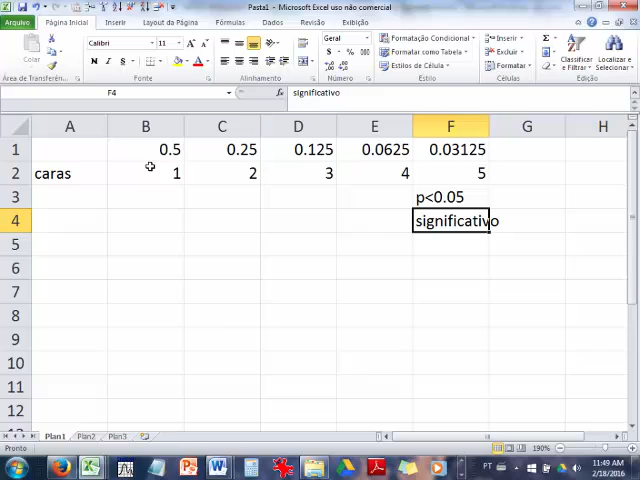 Pasta1 - Excel uso não comercial
Arquivo Página Inicial Inserir Layout da Página Fórmulas Dados Revisão Exibição
Colar
Calibri 11
N I S
Geral
$ % 000
Formatação Condicional
Formatar como Tabela
Estilos de Célula
Inserir
Excluir
Formatar
Σ
Classificar e Filtrar
Localizar e Selecionar
Área de Transferên... Fonte Alinhamento Número Estilo Células Edição
F4 fx significativo
A B C D E F G H
1 0.5 0.25 0.125 0.0625 0.03125
2 caras 1 2 3 4 5
3 p<0.05
4 significativo
5
6
7
8
9
10
11
12
Plan1 Plan2 Plan3
Pronto 190%
PT 11:49 AM
2/18/2016